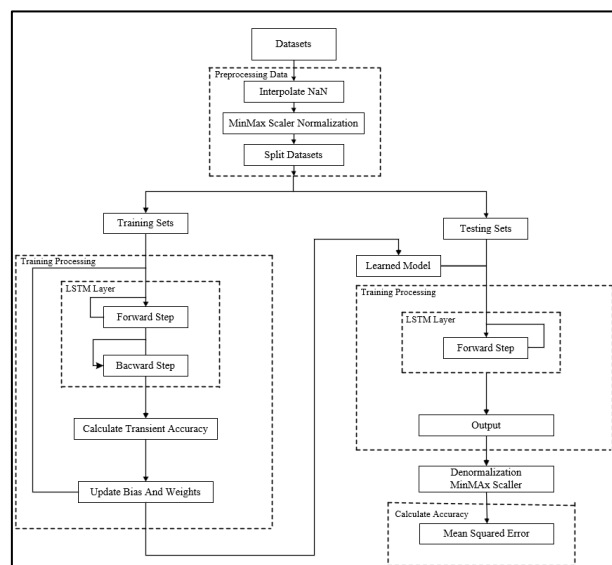 Datasets
Preprocessing Data
Interpolate NaN
MinMax Scaler Normalization
Split Datasets
Training Sets
Training Processing
LSTM Layer
Forward Step
Bacward Step
Calculate Transient Accuracy
Update Bias And Weights
Testing Sets
Learned Model
Training Processing
LSTM Layer
Forward Step
Output
Denormalization
MinMAx Scaller
Calculate Accuracy
Mean Squared Error